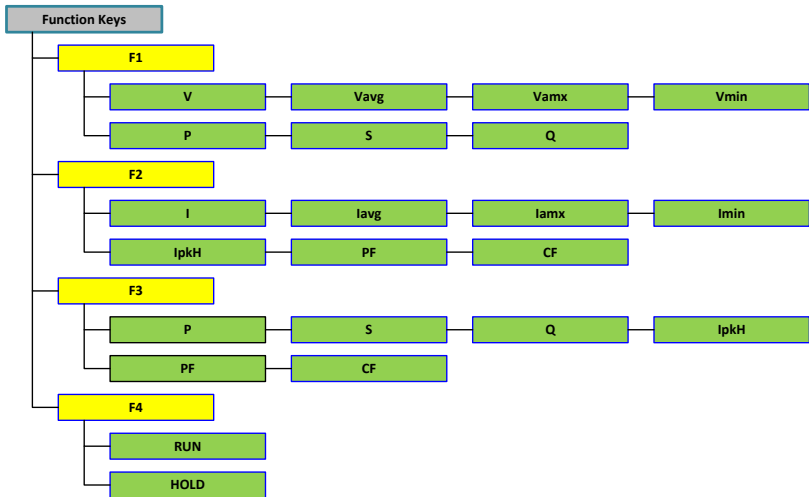 Function Keys
F1
V Vavg Vamx Vmin
P S Q
F2
I Iavg Iamx Imin
IpkH PF CF
F3
P S Q IpkH
PF CF
F4
RUN
HOLD